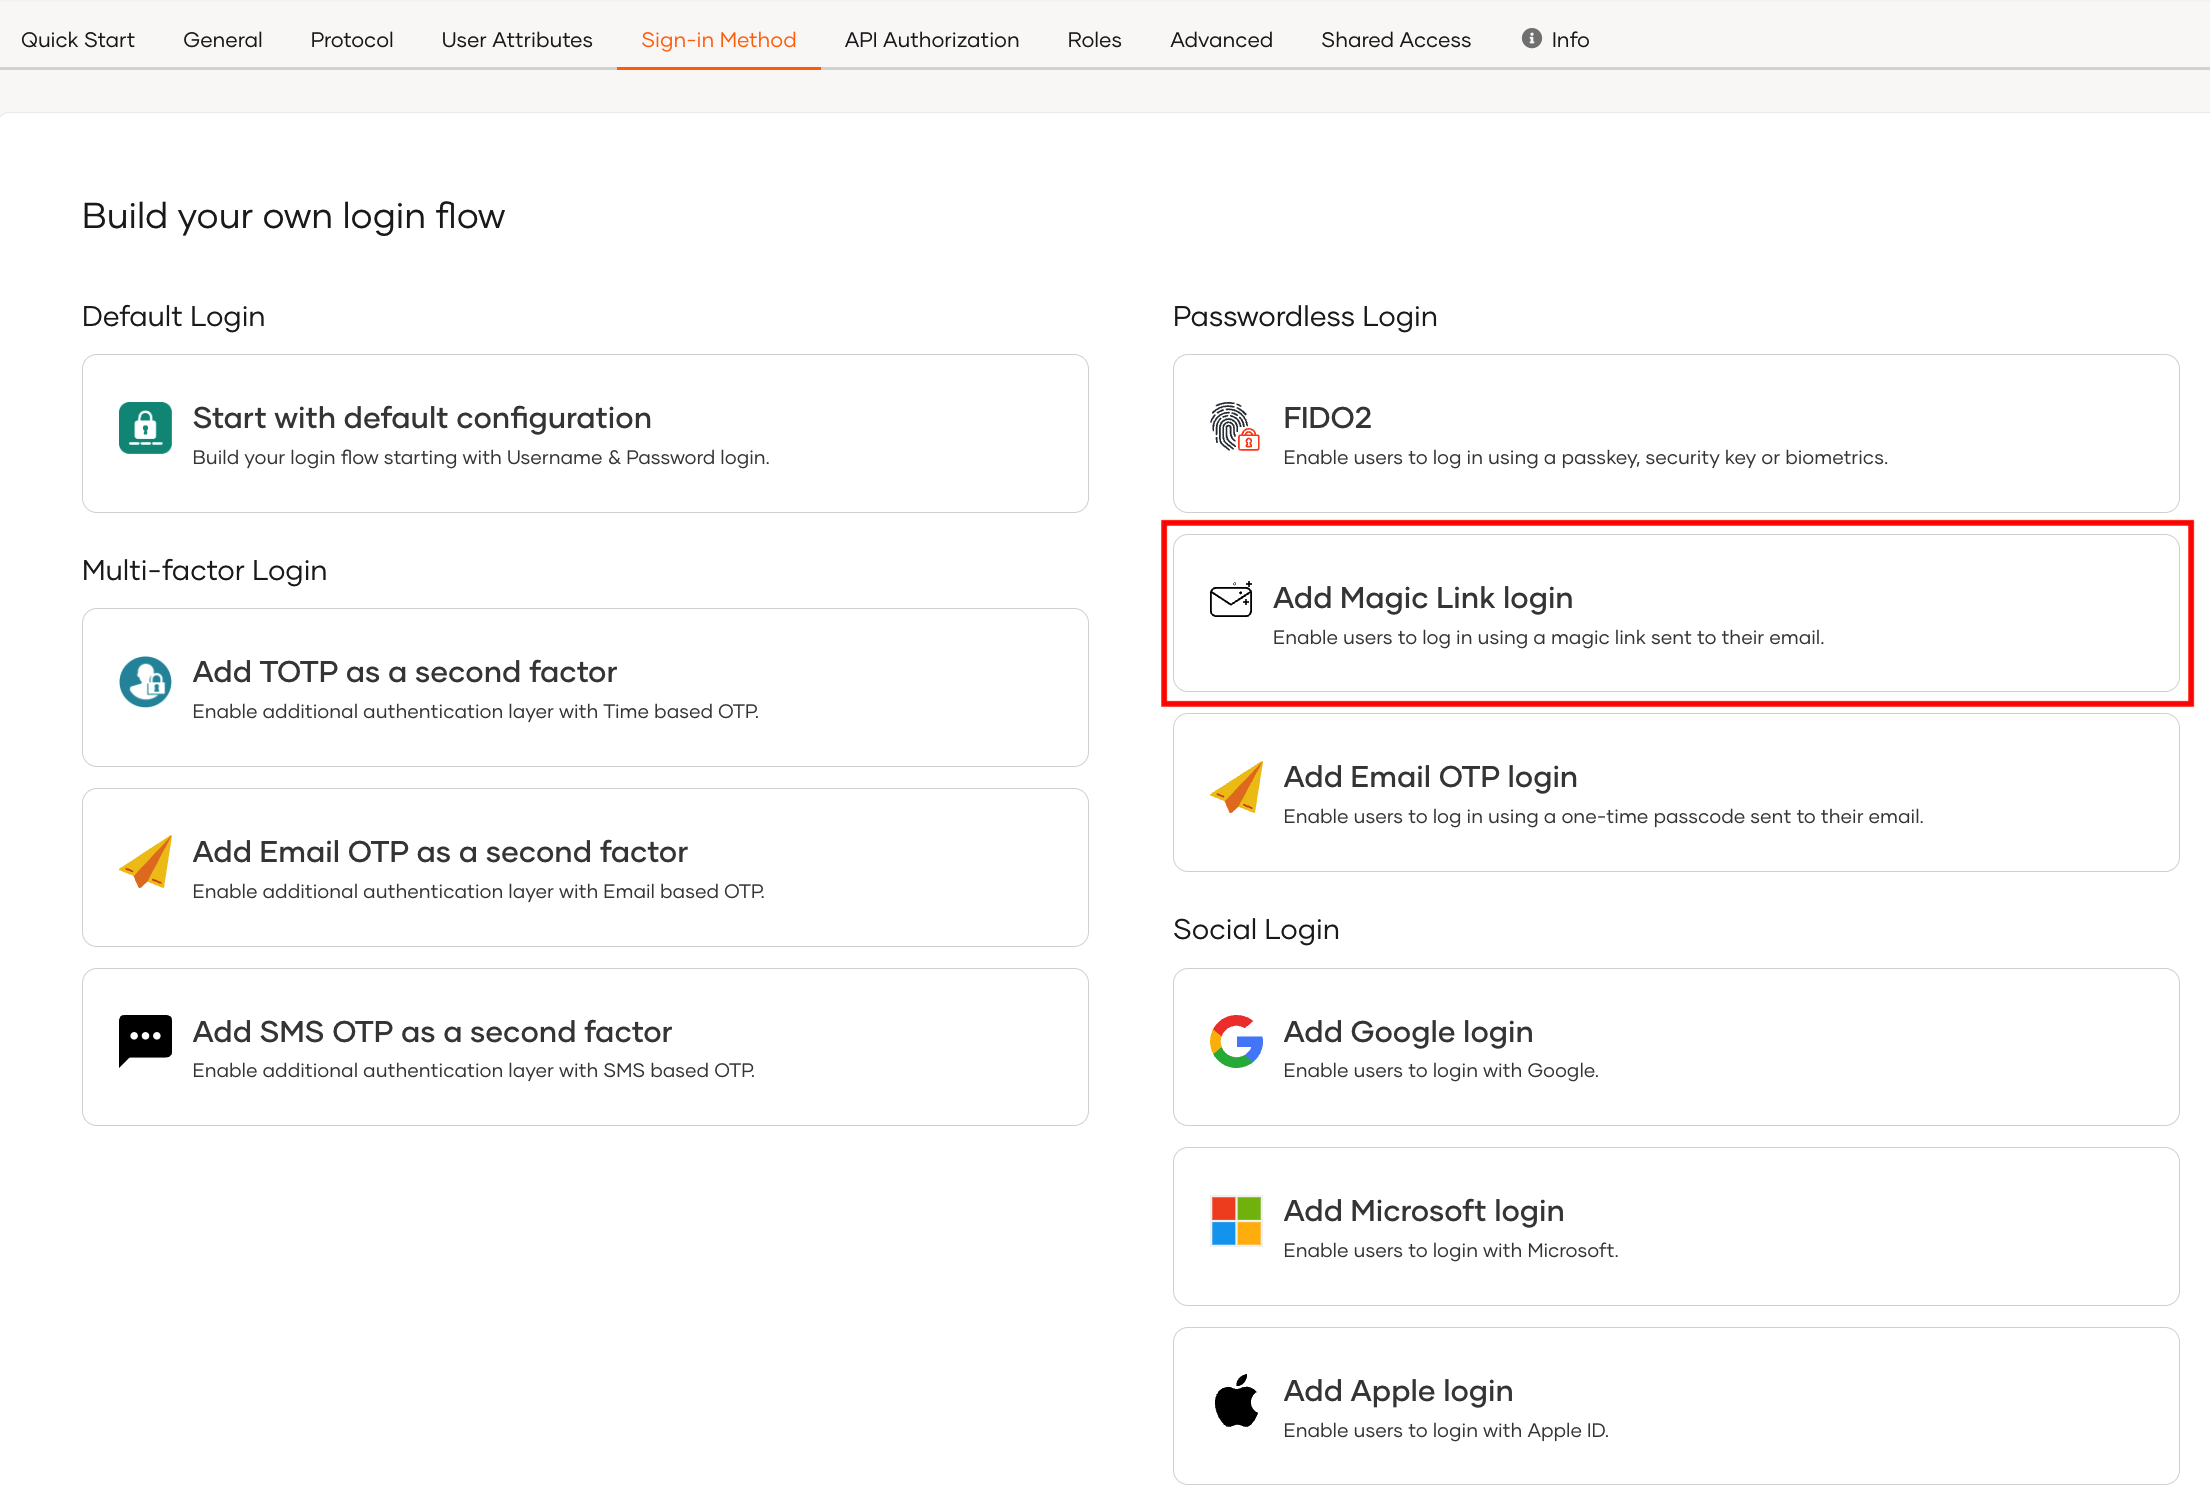 Quick Start
General
Protocol
User Attributes
Sign-in Method
API Authorization
Roles
Advanced
Shared Access
Info
Build your own login flow
Default Login
Start with default configuration
Build your login flow starting with Username & Password login.
Multi-factor Login
Add TOTP as a second factor
Enable additional authentication layer with Time based OTP.
Add Email OTP as a second factor
Enable additional authentication layer with Email based OTP.
Add SMS OTP as a second factor
Enable additional authentication layer with SMS based OTP.
Passwordless Login
FIDO2
Enable users to log in using a passkey, security key or biometrics.
Add Magic Link login
Enable users to log in using a magic link sent to their email.
Add Email OTP login
Enable users to log in using a one-time passcode sent to their email.
Social Login
Add Google login
Enable users to login with Google.
Add Microsoft login
Enable users to login with Microsoft.
Add Apple login
Enable users to login with Apple ID.